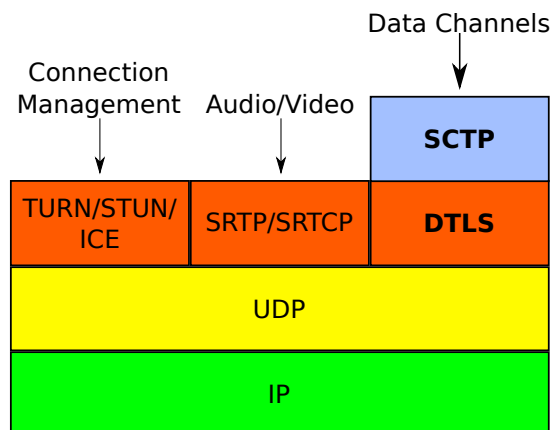 Data Channels
Connection
Management
Audio/Video
SCTP
TURN/STUN/
ICE
SRTP/SRTCP
DTLS
UDP
IP